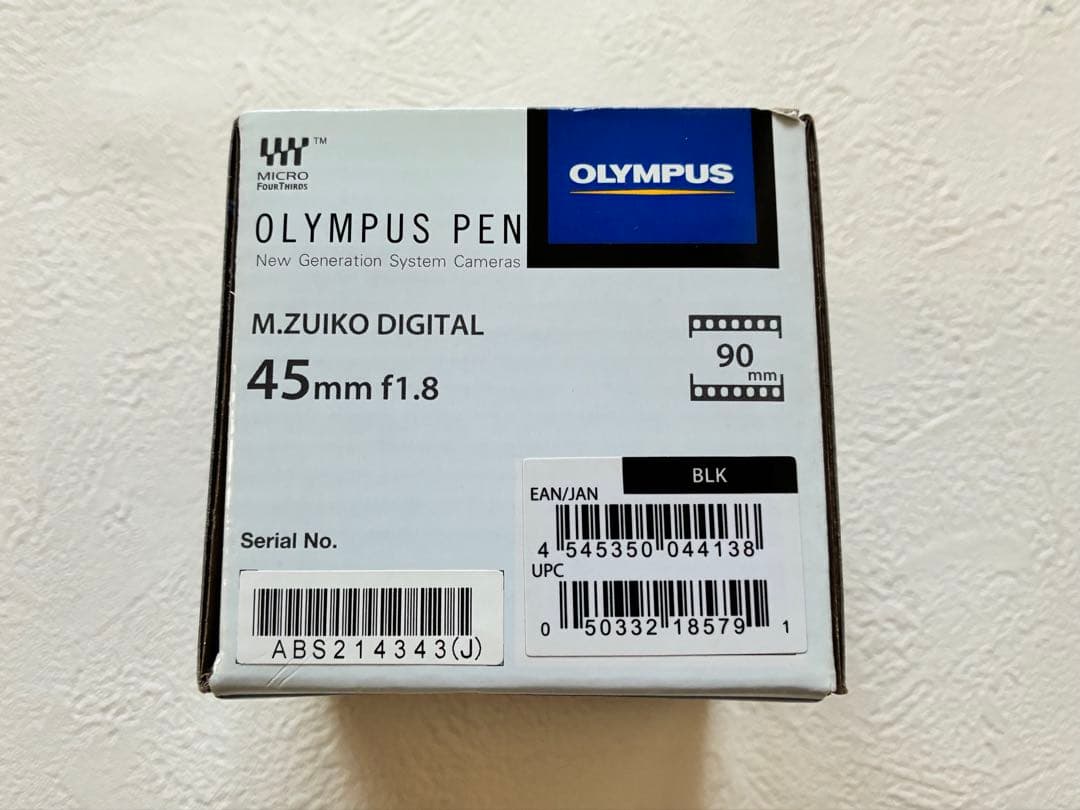 TM
MICRO
FOURTHIRDS
OLYMPUS
OLYMPUS PEN
New Generation System Cameras
M.ZUIKO DIGITAL
45mm f1.8
90
mm
BLK
EAN/JAN
4 545350 044138
UPC
0 50332 18579 1
Serial No.
ABS214343(J)